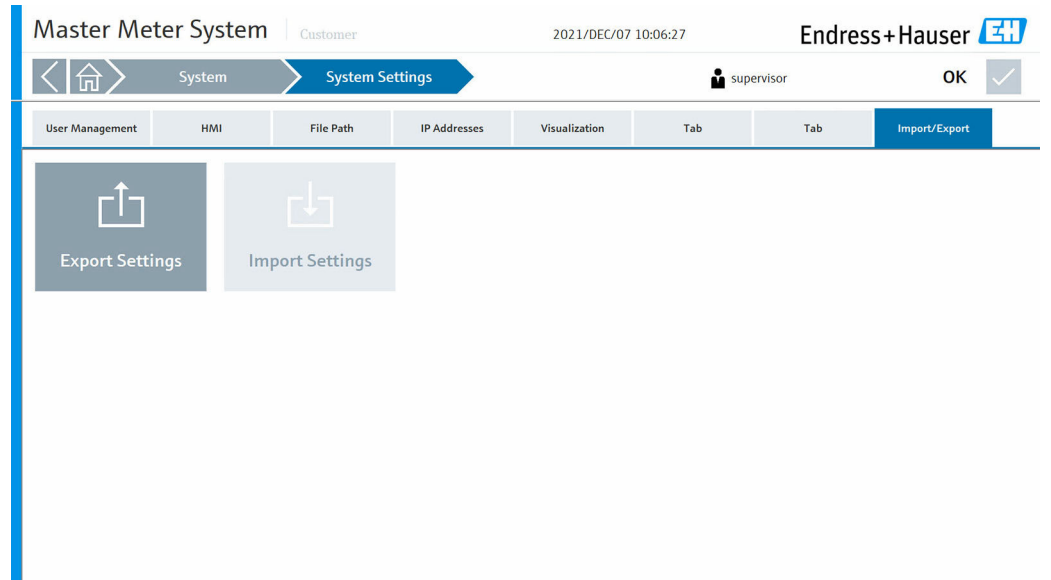 Master Meter System
Customer
2021/DEC/07 10:06:27
Endress+Hauser EH
System
System Settings
supervisor
OK
User Management
HMI
File Path
IP Addresses
Visualization
Tab
Tab
Import/Export
Export Settings
Import Settings